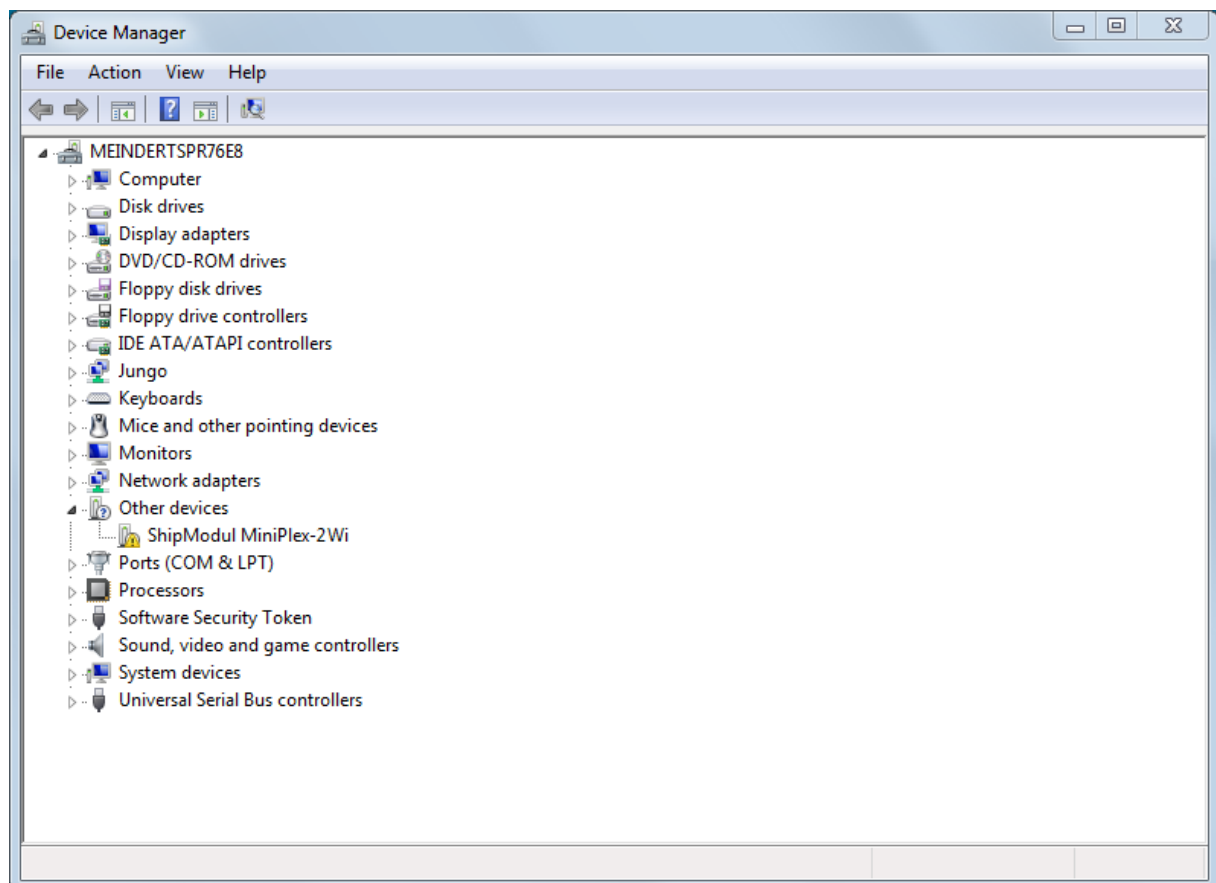 Device Manager
File Action View Help
MEINDERTSPR76E8
Computer
Disk drives
Display adapters
DVD/CD-ROM drives
Floppy disk drives
Floppy drive controllers
IDE ATA/ATAPI controllers
Jungo
Keyboards
Mice and other pointing devices
Monitors
Network adapters
Other devices
ShipModul MiniPlex-2Wi
Ports (COM & LPT)
Processors
Software Security Token
Sound, video and game controllers
System devices
Universal Serial Bus controllers